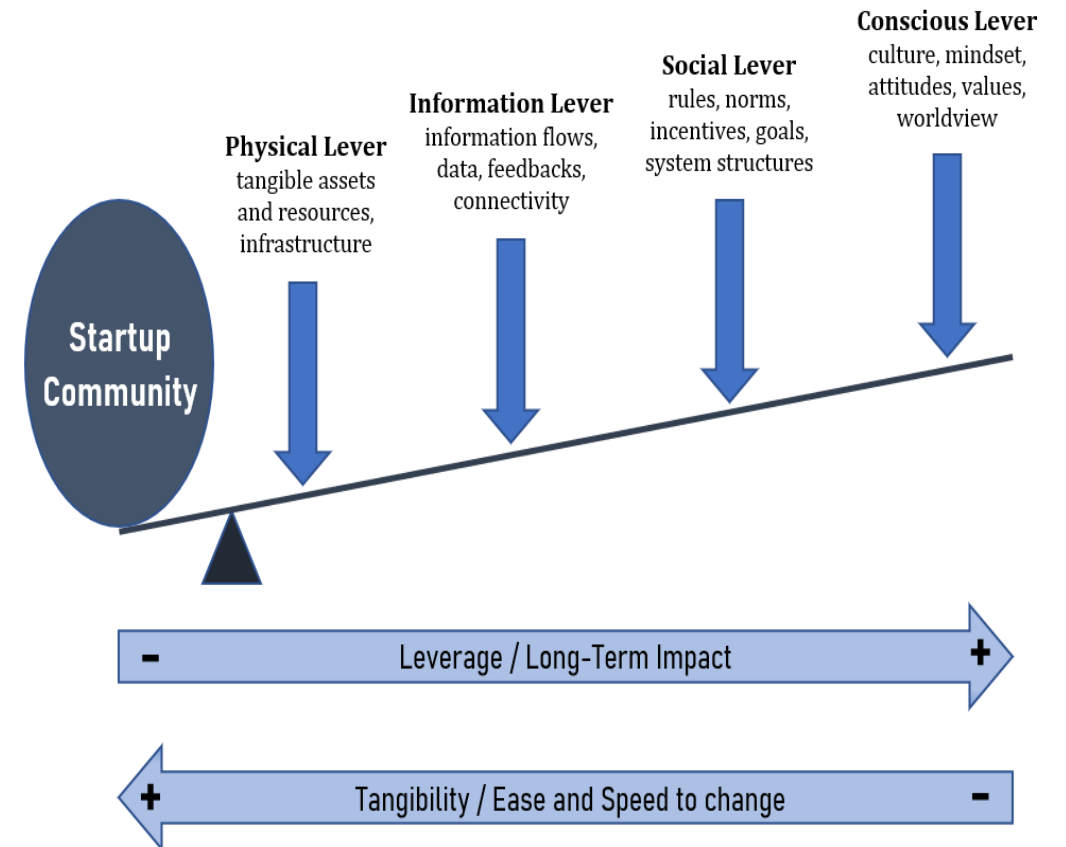 Conscious Lever
culture, mindset,
attitudes, values,
worldview
Social Lever
rules, norms,
incentives, goals,
system structures
Information Lever
information flows,
data, feedbacks,
connectivity
Physical Lever
tangible assets
and resources,
infrastructure
Startup
Community
- Leverage / Long-Term Impact +
+ Tangibility / Ease and Speed to change -